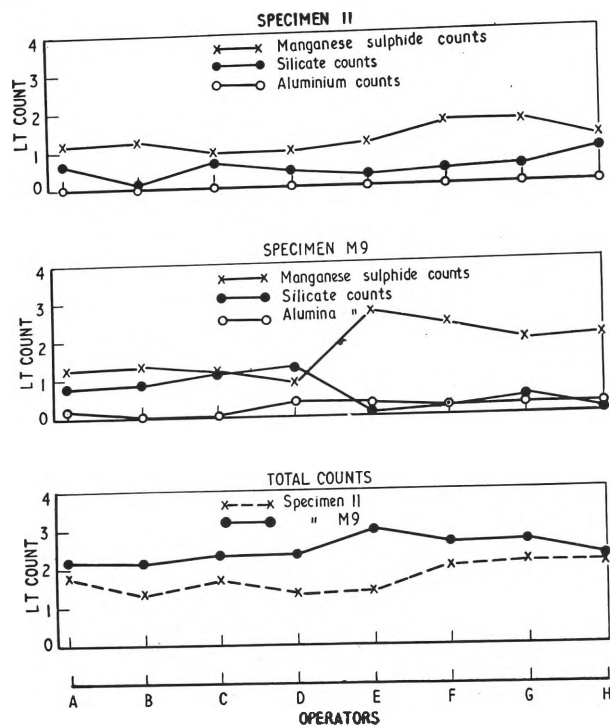 SPECIMEN II
4
Manganese sulphide counts
Silicate counts
Aluminium counts
3
2
1
0
LT COUNT
SPECIMEN M9
4
Manganese sulphide counts
Silicate counts
Alumina "
3
2
1
0
LT COUNT
TOTAL COUNTS
4
Specimen II
" M9
3
2
1
0
LT COUNT
A B C D E F G H
OPERATORS